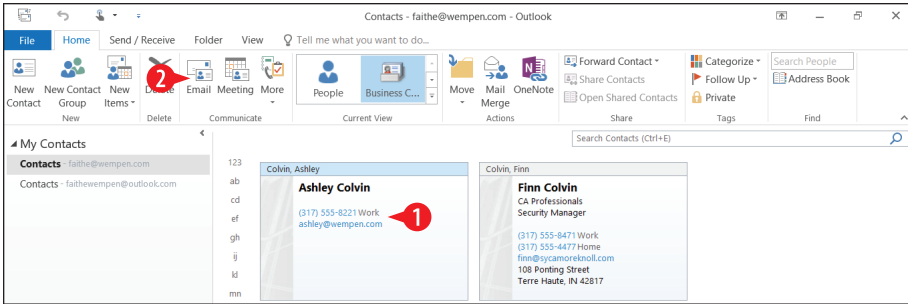 Contacts - faithe@wempen.com - Outlook
File Home Send / Receive Folder View Tell me what you want to do...
New Contact
New Contact Group
New Items
Delete
Email
Meeting
More
People
Business C...
Move
Mail Merge
OneNote
Forward Contact
Share Contacts
Open Shared Contacts
Categorize
Follow Up
Private
Search People
Address Book
2
New Delete Communicate Current View Actions Share Tags Find
Search Contacts (Ctrl+E)
My Contacts
Contacts - faithe@wempen.com
Contacts - faithewempen@outlook.com
123
ab
cd
ef
gh
ij
kl
mn
Colvin, Ashley
Ashley Colvin
(317) 555-8221 Work
ashley@wempen.com
1
Colvin, Finn
Finn Colvin
CA Professionals
Security Manager
(317) 555-8471 Work
(317) 555-4477 Home
finn@sycamoreknoll.com
108 Ponting Street
Terre Haute, IN 42817